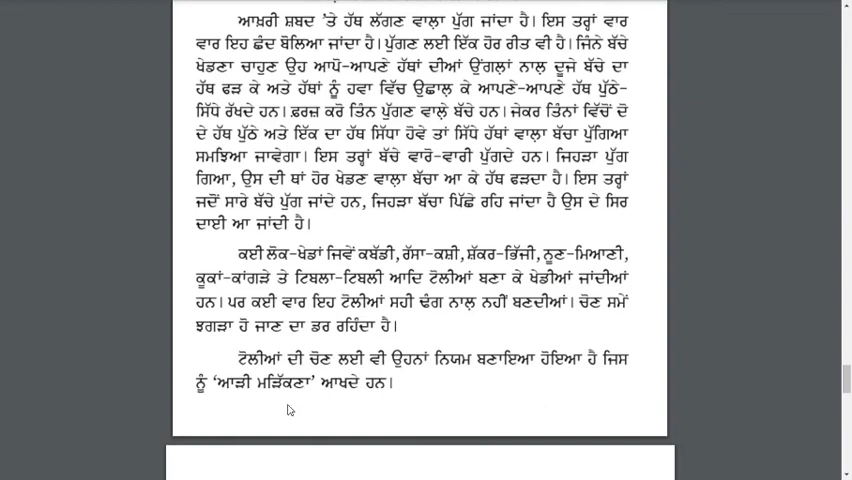 ਆਖ਼ਰੀ ਸ਼ਬਦ 'ਤੇ ਹੱਥ ਲੱਗਣ ਵਾਲ਼ਾ ਪੁੱਗ ਜਾਂਦਾ ਹੈ। ਇਸ ਤਰ੍ਹਾਂ ਵਾਰ
ਵਾਰ ਇਹ ਛੰਦ ਬੋਲਿਆ ਜਾਂਦਾ ਹੈ। ਪੁੱਗਣ ਲਈ ਇੱਕ ਹੋਰ ਰੀਤ ਵੀ ਹੈ। ਜਿੰਨੇ ਬੱਚੇ
ਖੇਡਣਾ ਚਾਹੁਣ ਉਹ ਆਪੋ-ਆਪਣੇ ਹੱਥਾਂ ਦੀਆਂ ਉਂਗਲ਼ਾਂ ਨਾਲ਼ ਦੂਜੇ ਬੱਚੇ ਦਾ
ਹੱਥ ਫੜ ਕੇ ਅਤੇ ਹੱਥਾਂ ਨੂੰ ਹਵਾ ਵਿੱਚ ਉਛਾਲ਼ ਕੇ ਆਪਣੇ-ਆਪਣੇ ਹੱਥ ਪੁੱਠੇ-
ਸਿੱਧੇ ਰੱਖਦੇ ਹਨ। ਫ਼ਰਜ਼ ਕਰੋ ਤਿੰਨ ਪੁੱਗਣ ਵਾਲ਼ੇ ਬੱਚੇ ਹਨ। ਜੇਕਰ ਤਿੰਨਾਂ ਵਿੱਚੋਂ ਦੋ
ਦੇ ਹੱਥ ਪੁੱਠੇ ਅਤੇ ਇੱਕ ਦਾ ਹੱਥ ਸਿੱਧਾ ਹੋਵੇ ਤਾਂ ਸਿੱਧੇ ਹੱਥਾਂ ਵਾਲ਼ਾ ਬੱਚਾ ਪੁੱਗਿਆ
ਸਮਝਿਆ ਜਾਵੇਗਾ। ਇਸ ਤਰ੍ਹਾਂ ਬੱਚੇ ਵਾਰੋ-ਵਾਰੀ ਪੁੱਗਦੇ ਹਨ। ਜਿਹੜਾ ਪੁੱਗ
ਗਿਆ, ਉਸ ਦੀ ਥਾਂ ਹੋਰ ਖੇਡਣ ਵਾਲ਼ਾ ਬੱਚਾ ਆ ਕੇ ਹੱਥ ਫੜਦਾ ਹੈ। ਇਸ ਤਰ੍ਹਾਂ
ਜਦੋਂ ਸਾਰੇ ਬੱਚੇ ਪੁੱਗ ਜਾਂਦੇ ਹਨ, ਜਿਹੜਾ ਬੱਚਾ ਪਿੱਛੇ ਰਹਿ ਜਾਂਦਾ ਹੈ ਉਸ ਦੇ ਸਿਰ
ਦਾਈ ਆ ਜਾਂਦੀ ਹੈ।
ਕਈ ਲੋਕ-ਖੇਡਾਂ ਜਿਵੇਂ ਕਬੱਡੀ, ਰੱਸਾ-ਕਸ਼ੀ, ਸ਼ੱਕਰ-ਭਿੱਜੀ, ਨੂਣ-ਮਿਆਣੀ,
ਕੂਕਾਂ-ਕਾਂਗੜੇ ਤੇ ਟਿਬਲਾ-ਟਿਬਲੀ ਆਦਿ ਟੋਲੀਆਂ ਬਣਾ ਕੇ ਖੇਡੀਆਂ ਜਾਂਦੀਆਂ
ਹਨ। ਪਰ ਕਈ ਵਾਰ ਇਹ ਟੋਲੀਆਂ ਸਹੀ ਢੰਗ ਨਾਲ਼ ਨਹੀਂ ਬਣਦੀਆਂ। ਚੋਣ ਸਮੇਂ
ਝਗੜਾ ਹੋ ਜਾਣ ਦਾ ਡਰ ਰਹਿੰਦਾ ਹੈ।
ਟੋਲੀਆਂ ਦੀ ਚੋਣ ਲਈ ਵੀ ਉਹਨਾਂ ਨਿਯਮ ਬਣਾਇਆ ਹੋਇਆ ਹੈ ਜਿਸ
ਨੂੰ 'ਆੜੀ ਮੜਿੱਕਣਾ' ਆਖਦੇ ਹਨ।